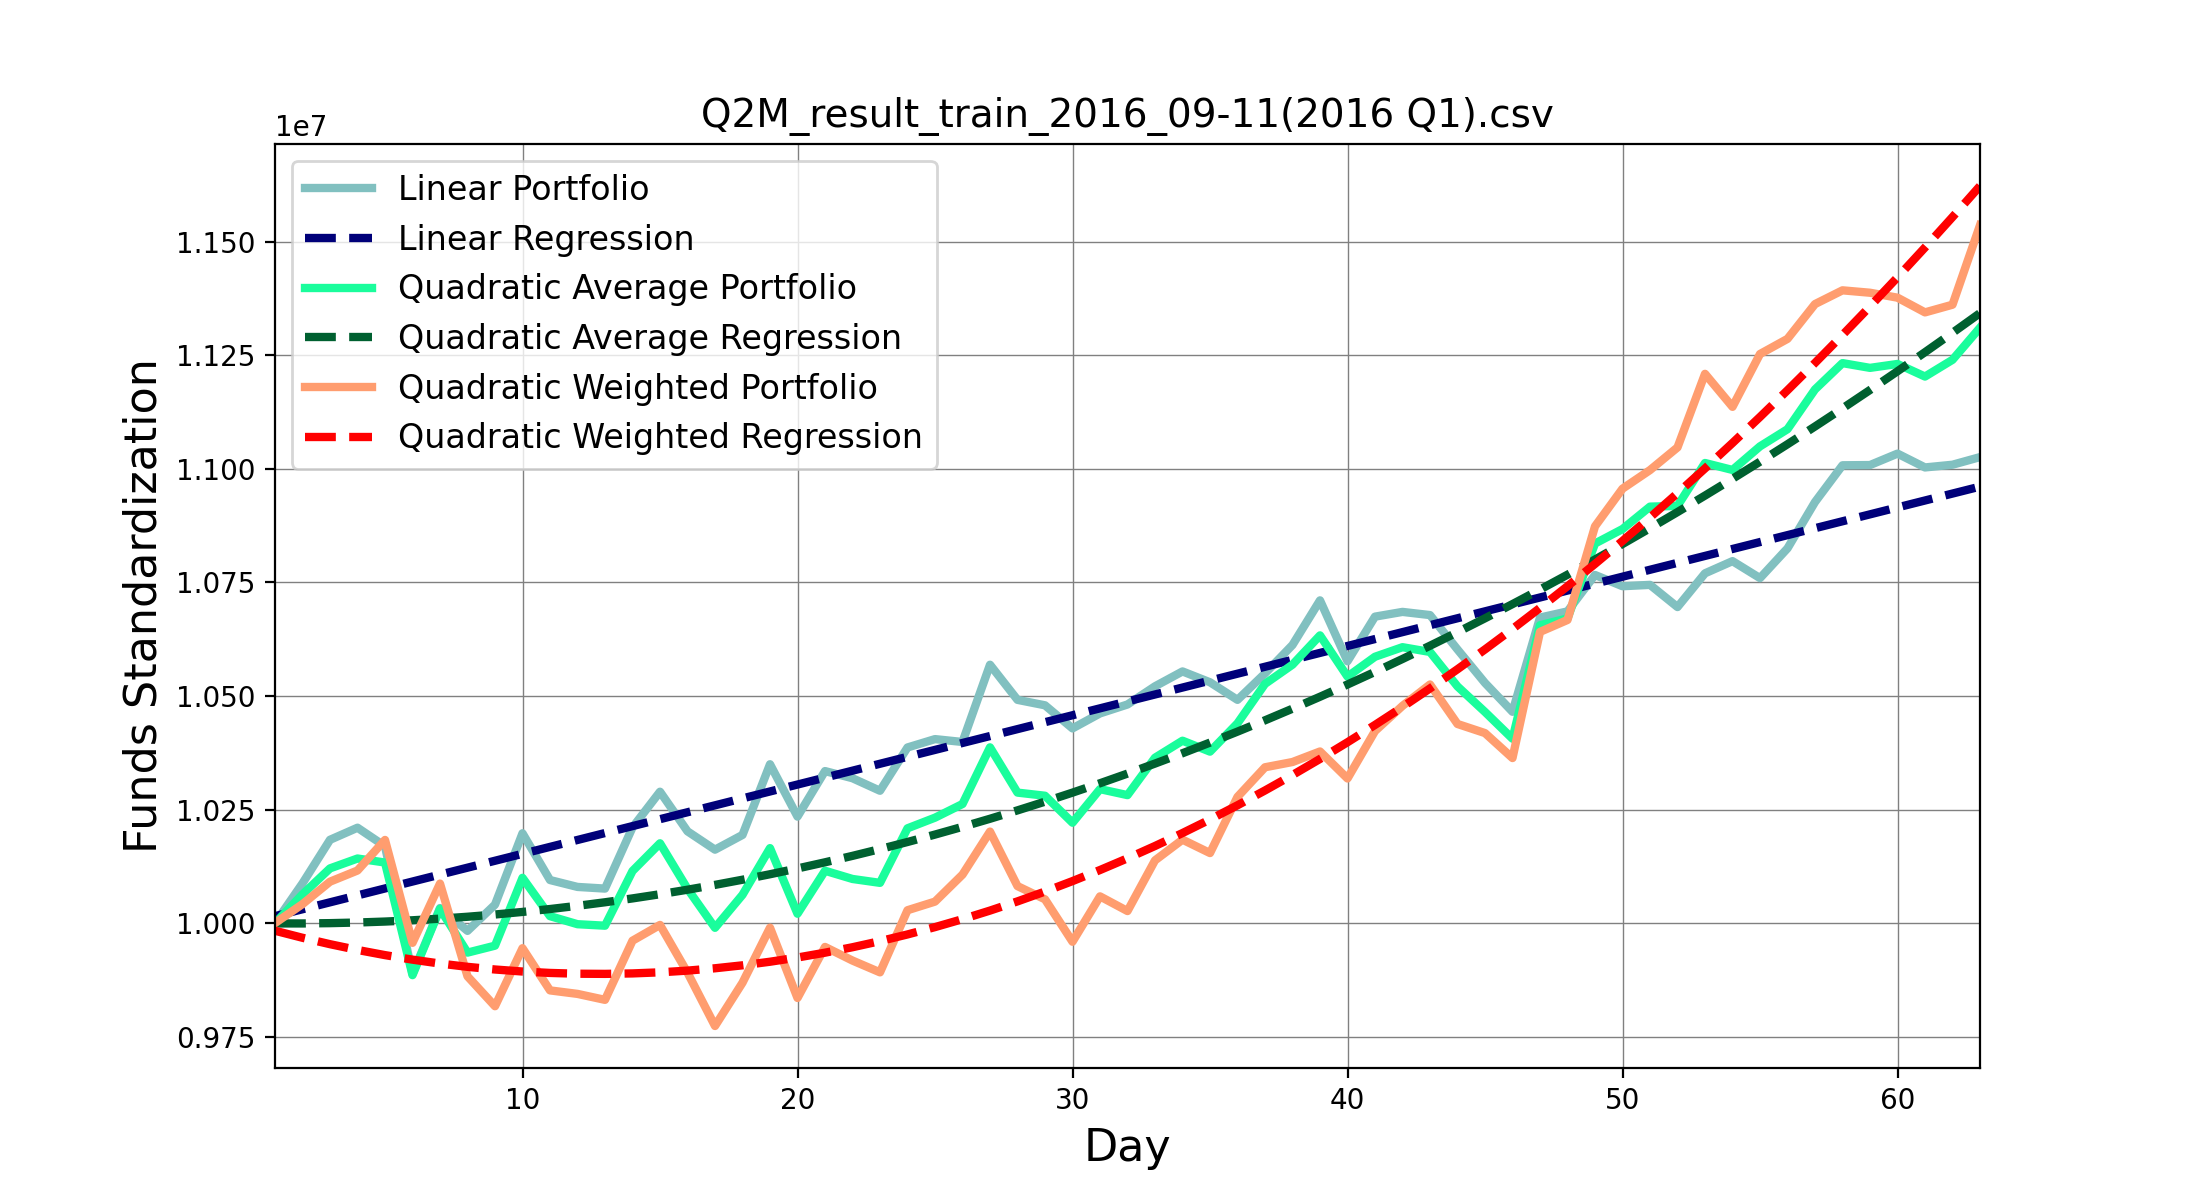 Q2M_result_train_2016_09-11(2016 Q1).csv
1e7
Linear Portfolio
Linear Regression
Quadratic Average Portfolio
Quadratic Average Regression
Quadratic Weighted Portfolio
Quadratic Weighted Regression
1.150
1.125
1.100
1.075
1.050
1.025
1.000
0.975
Funds Standardization
10 20 30 40 50 60
Day